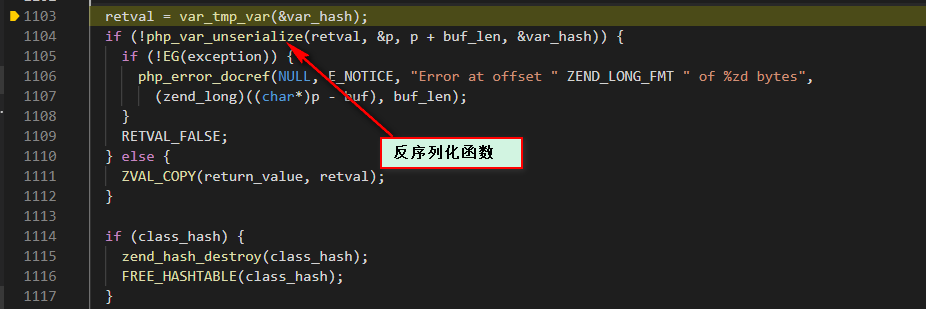 1103 retval = var_tmp_var(&var_hash);
1104 if (!php_var_unserialize(retval, &p, p + buf_len, &var_hash)) {
1105 if (!EG(exception)) {
1106 php_error_docref(NULL, E_NOTICE, "Error at offset " ZEND_LONG_FMT " of %zd bytes",
1107 (zend_long)((char*)p - buf), buf_len);
1108 }
1109 RETVAL_FALSE;
1110 } else {
反序列化函数
1111 ZVAL_COPY(return_value, retval);
1112 }
1113
1114 if (class_hash) {
1115 zend_hash_destroy(class_hash);
1116 FREE_HASHTABLE(class_hash);
1117 }